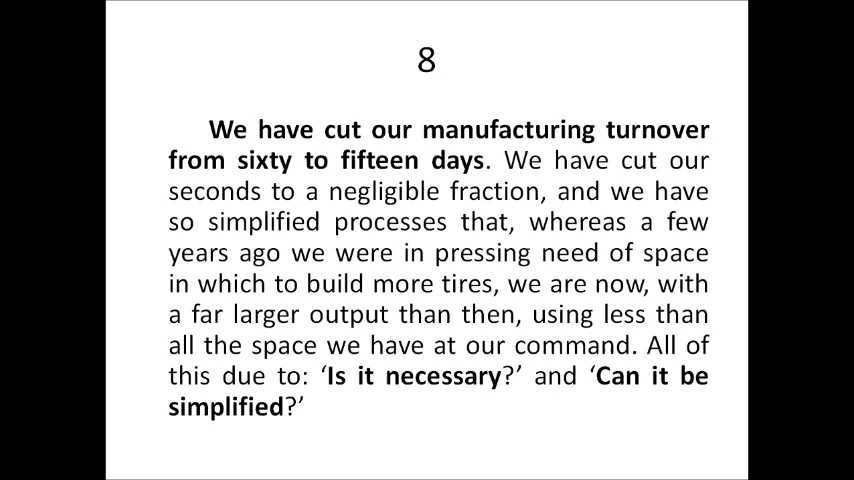 8
We have cut our manufacturing turnover
from sixty to fifteen days. We have cut our
seconds to a negligible fraction, and we have
so simplified processes that, whereas a few
years ago we were in pressing need of space
in which to build more tires, we are now, with
a far larger output than then, using less than
all the space we have at our command. All of
this due to: ‘Is it necessary?’ and ‘Can it be
simplified?’